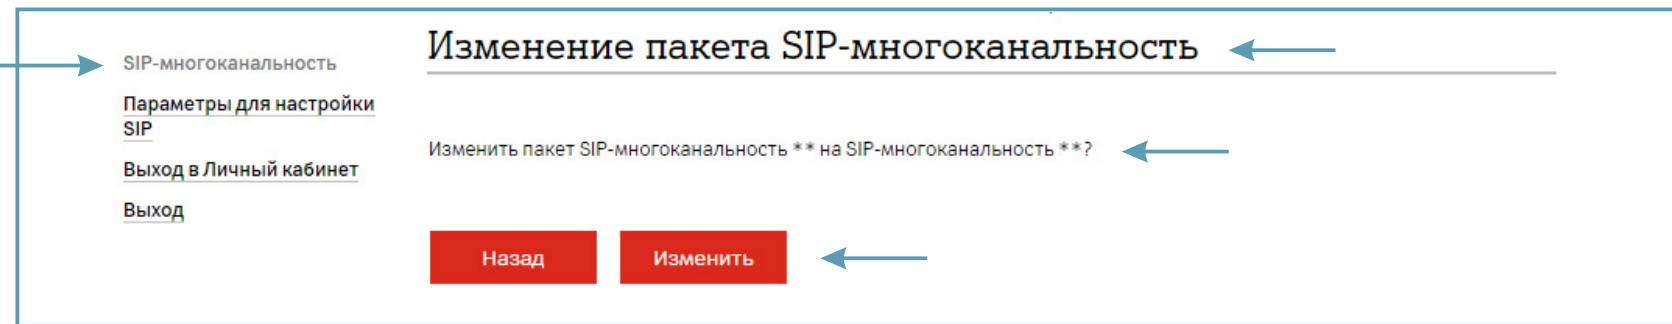 SIP-многоканальность
Параметры для настройки
SIP
Выход в Личный кабинет
Выход
Изменение пакета SIP-многоканальность
Изменить пакет SIP-многоканальность ** на SIP-многоканальность **?
Назад
Изменить